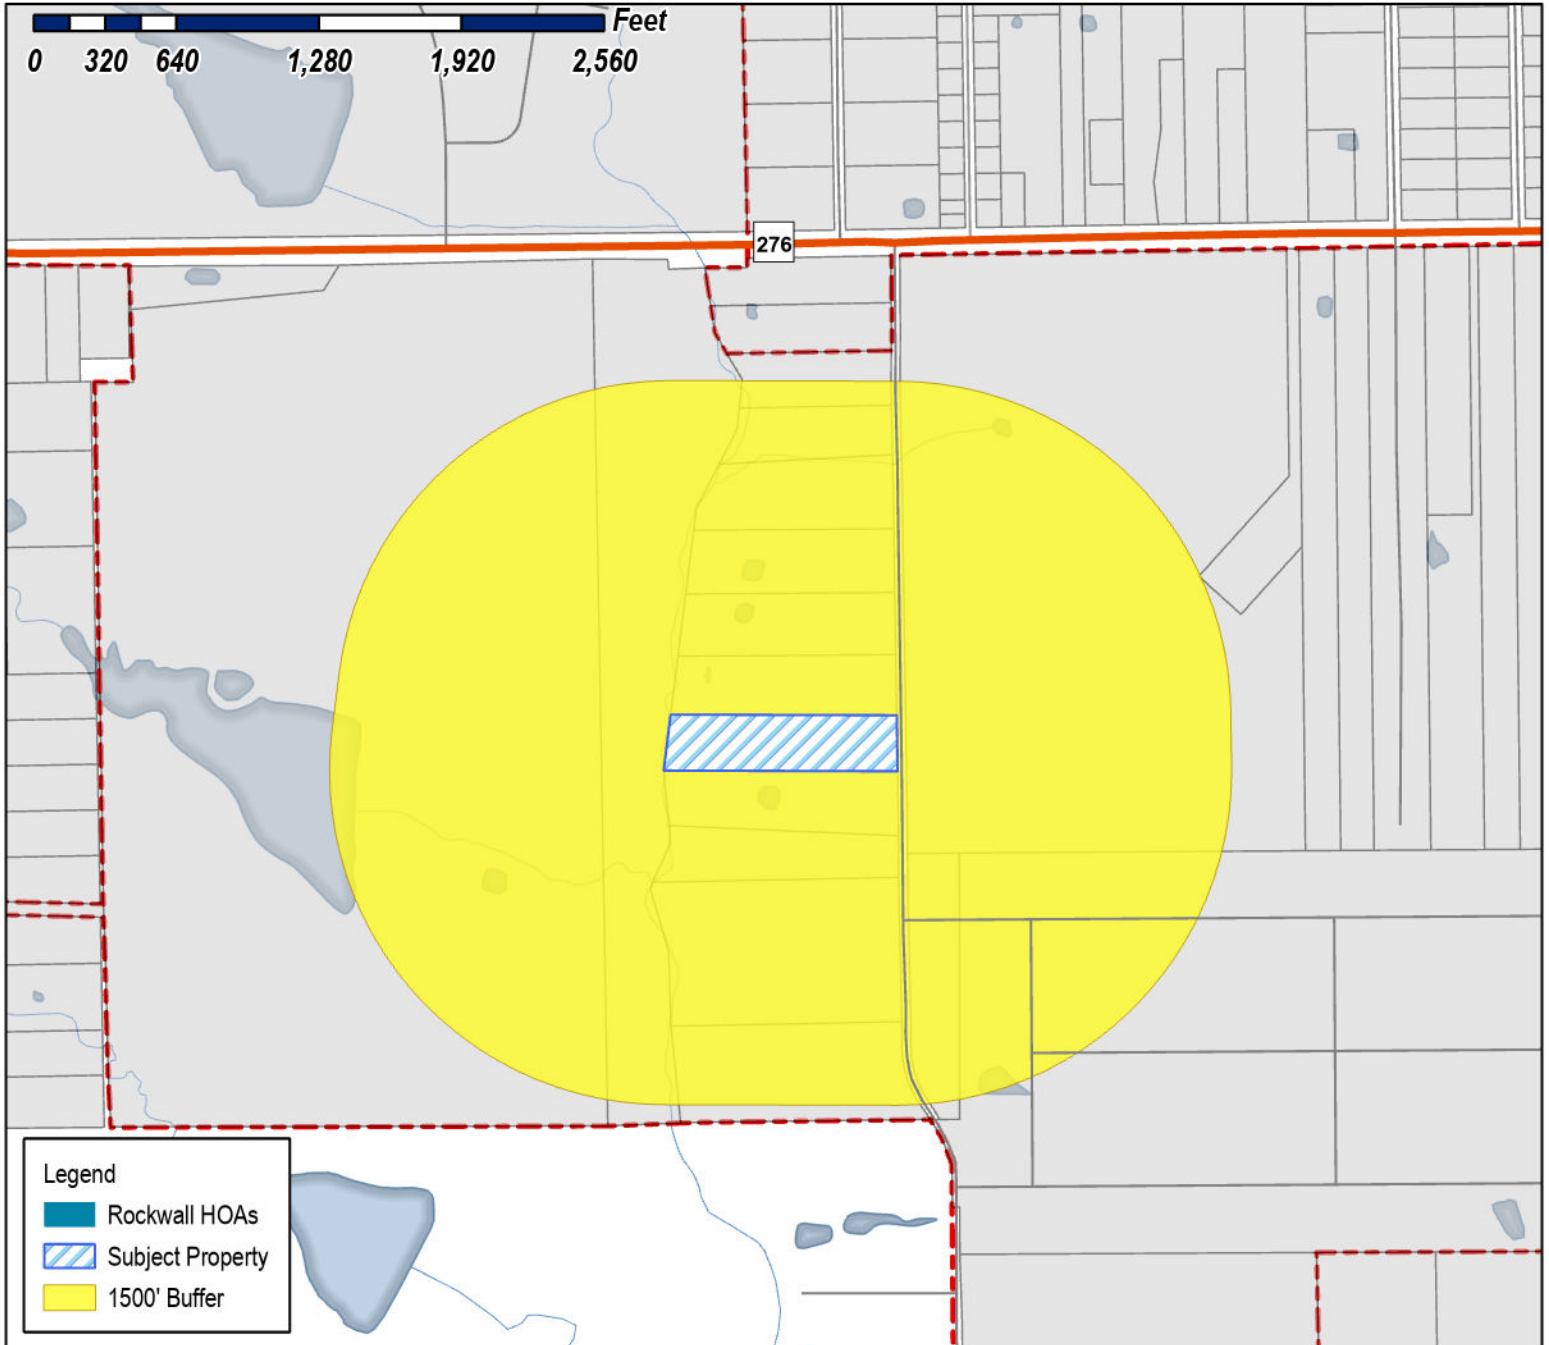 Feet
0 320 640 1,280 1,920 2,560
276
Legend
Rockwall HOAs
Subject Property
1500' Buffer